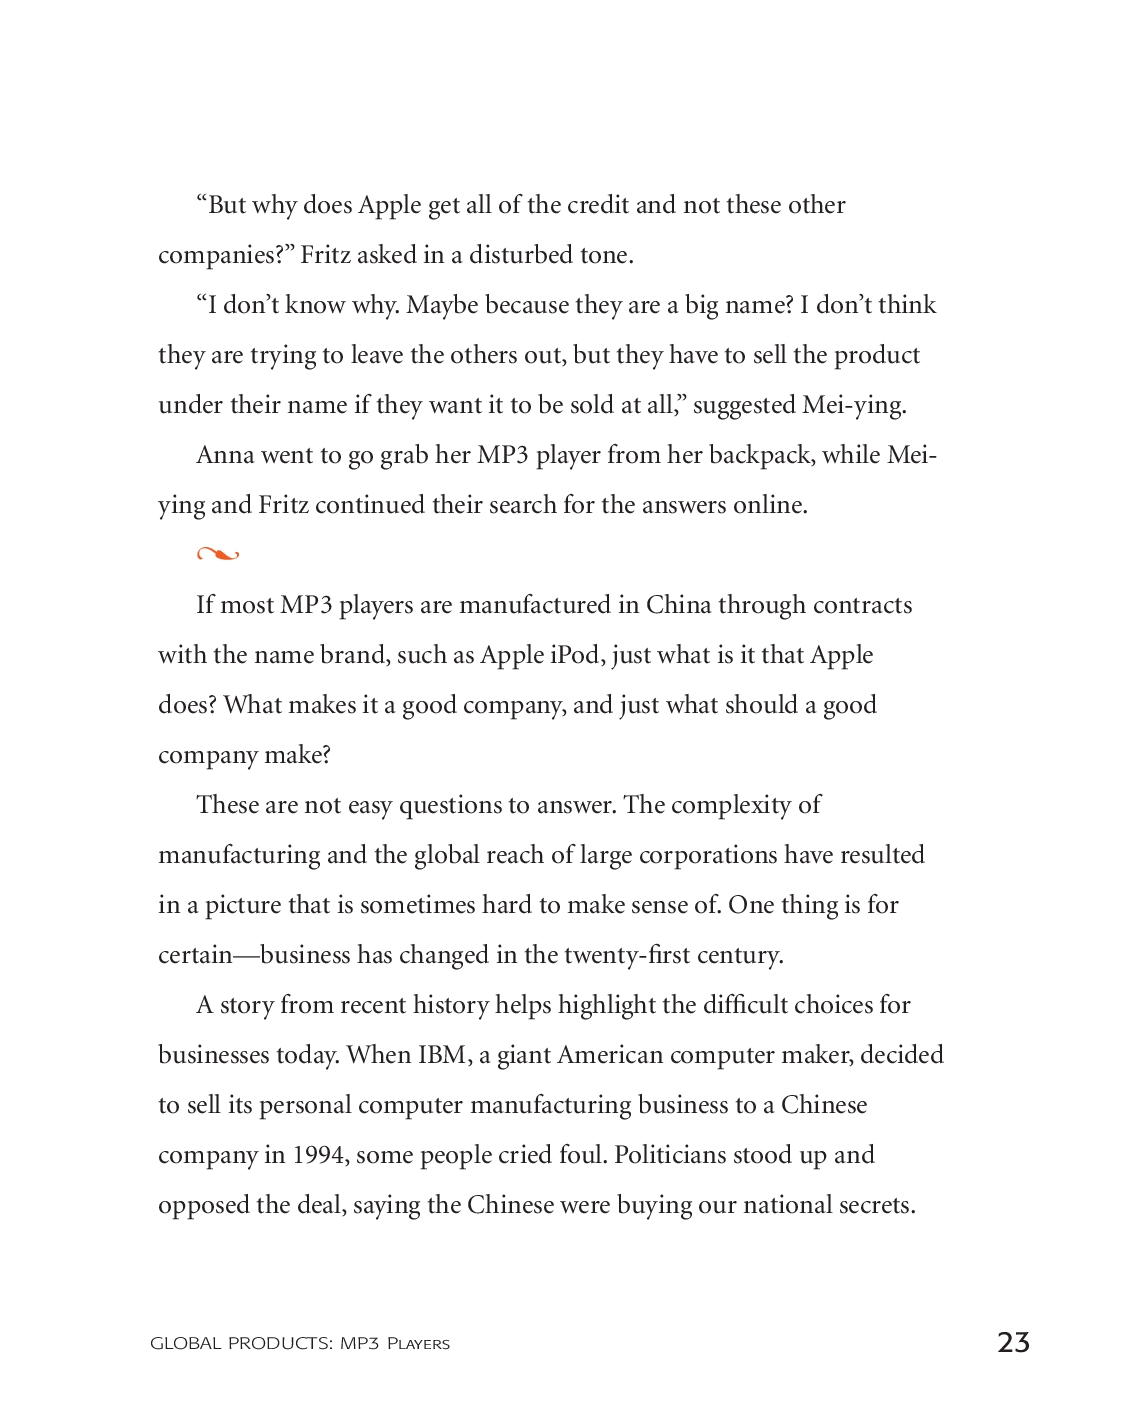 “But why does Apple get all of the credit and not these other
companies?” Fritz asked in a disturbed tone.
“I don’t know why. Maybe because they are a big name? I don’t think
they are trying to leave the others out, but they have to sell the product
under their name if they want it to be sold at all,” suggested Mei-ying.
Anna went to go grab her MP3 player from her backpack, while Mei-
ying and Fritz continued their search for the answers online.
If most MP3 players are manufactured in China through contracts
with the name brand, such as Apple iPod, just what is it that Apple
does? What makes it a good company, and just what should a good
company make?
These are not easy questions to answer. The complexity of
manufacturing and the global reach of large corporations have resulted
in a picture that is sometimes hard to make sense of. One thing is for
certain—business has changed in the twenty-first century.
A story from recent history helps highlight the difficult choices for
businesses today. When IBM, a giant American computer maker, decided
to sell its personal computer manufacturing business to a Chinese
company in 1994, some people cried foul. Politicians stood up and
opposed the deal, saying the Chinese were buying our national secrets.
GLOBAL PRODUCTS: MP3 Players 23